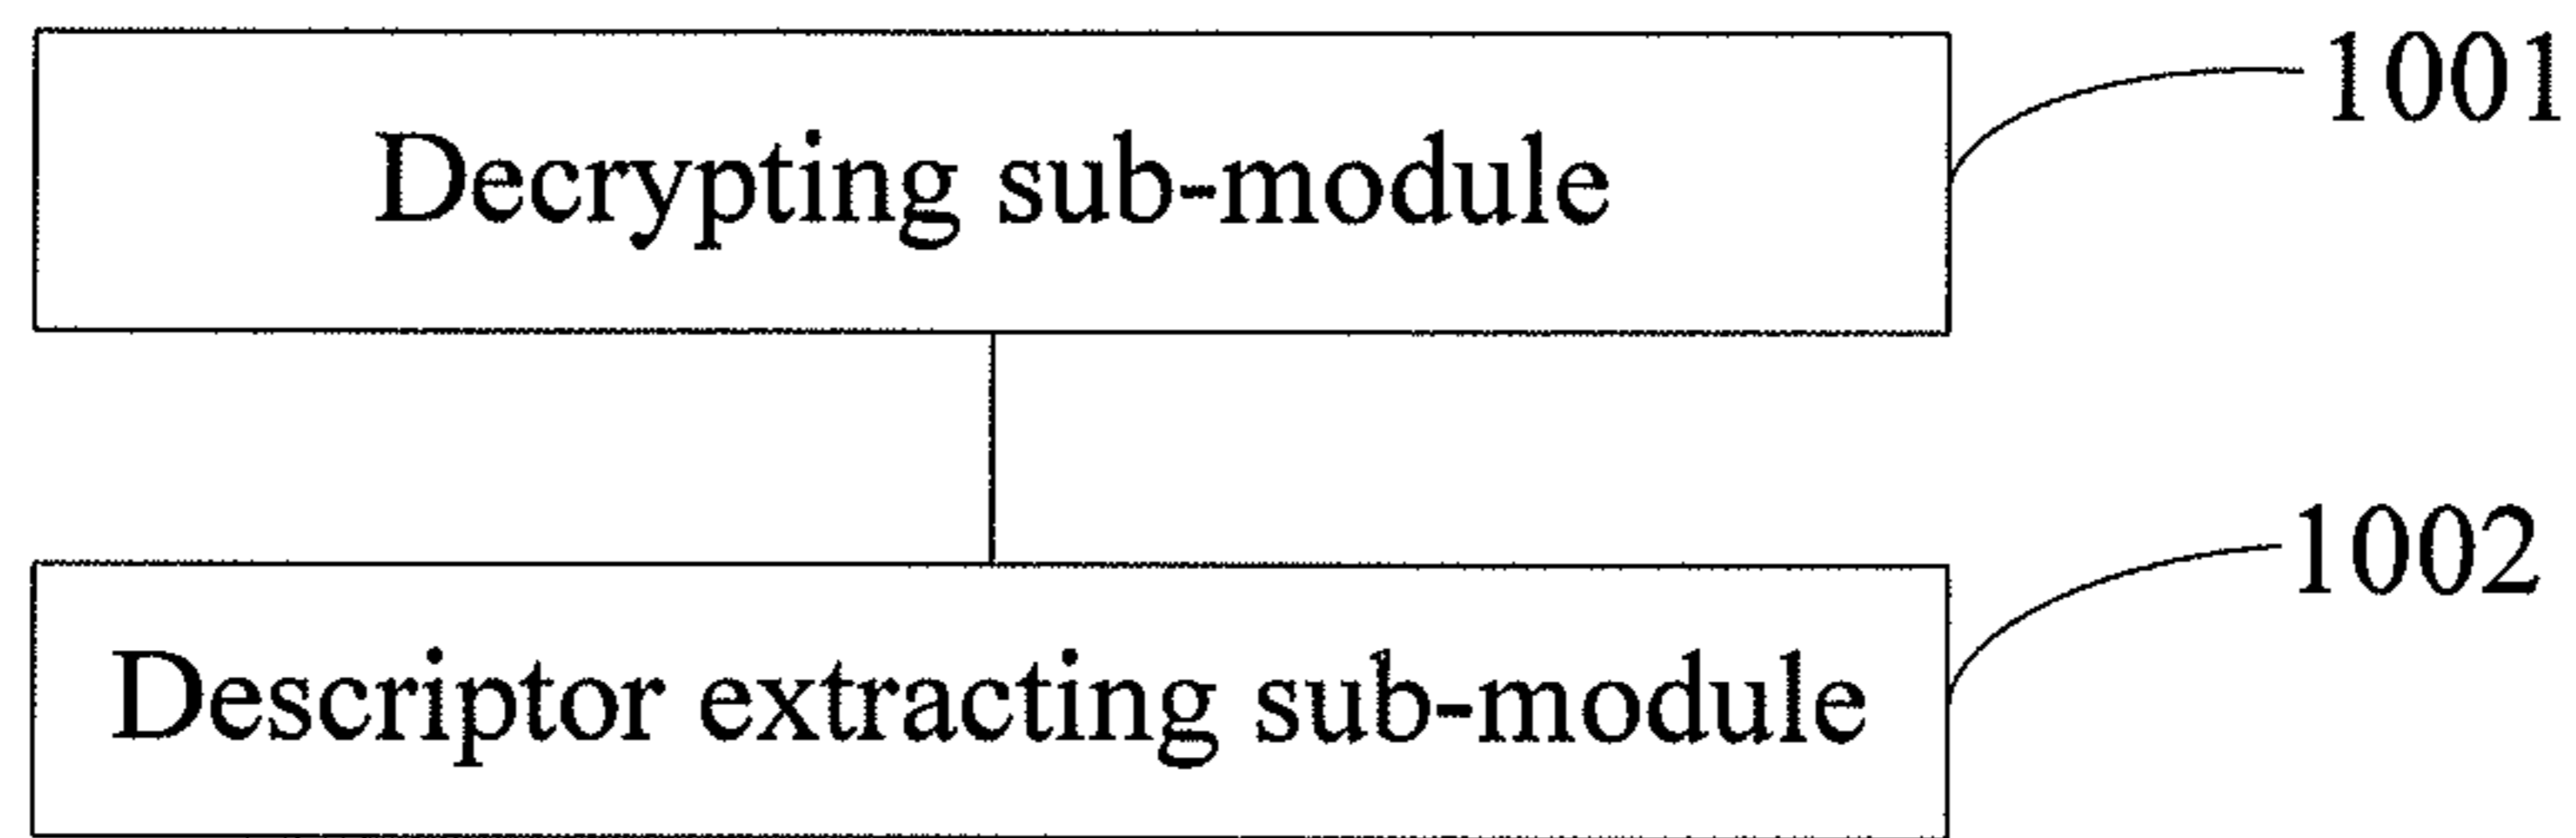 Decrypting sub-module
1001
Descriptor extracting sub-module
1002